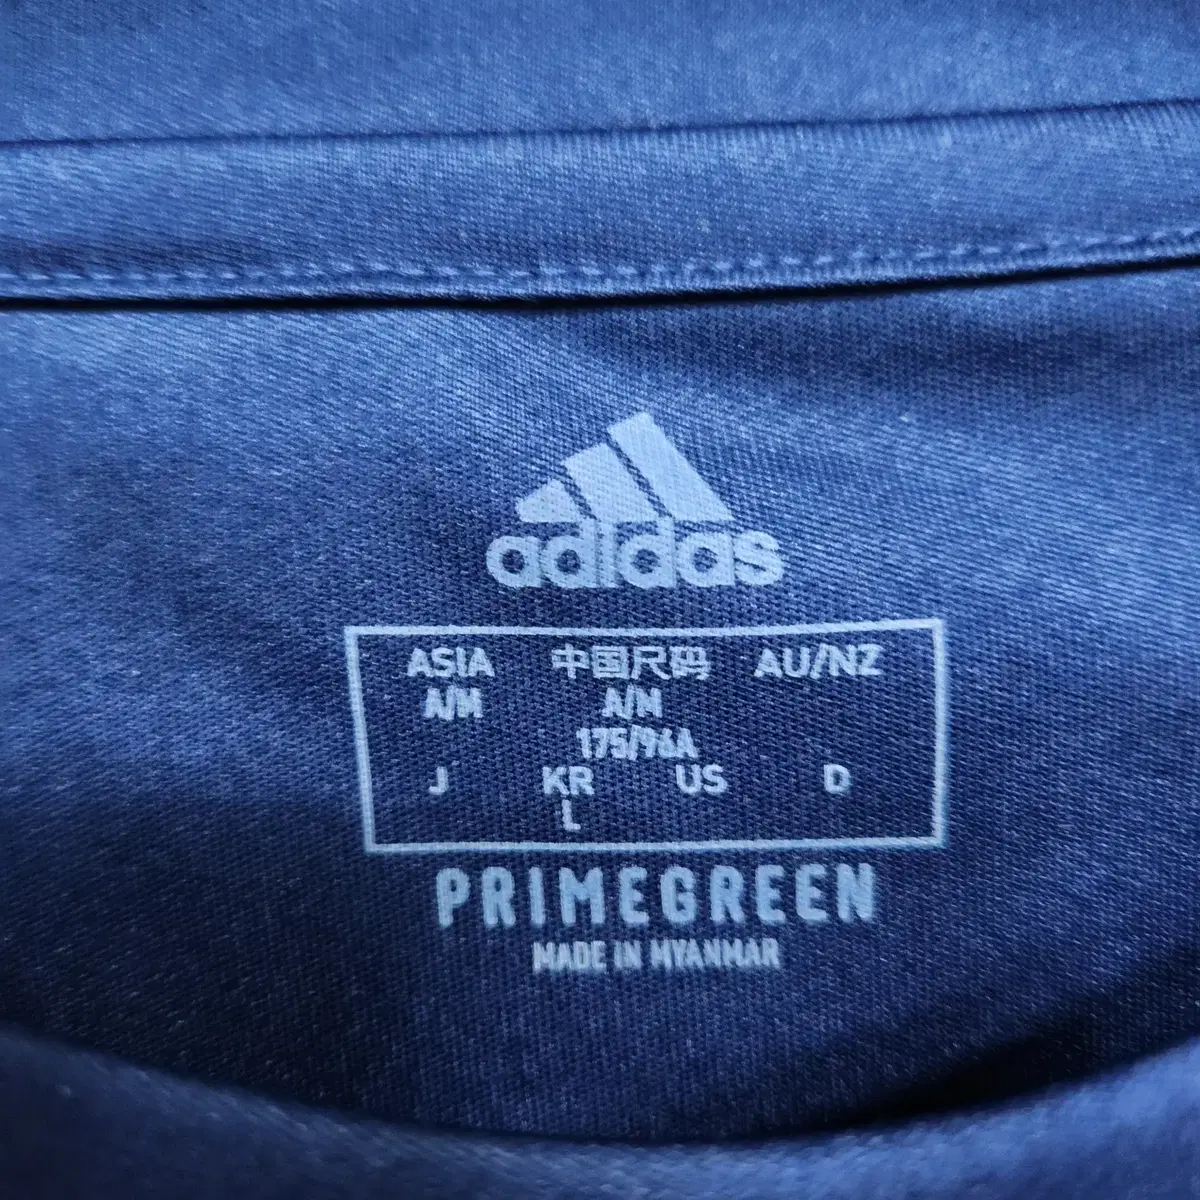 adidas
ASIA 中国尺码 AU/NZ
A/M A/M
175/96A
J KR US D
L
PRIMEGREEN
MADE IN MYANMAR